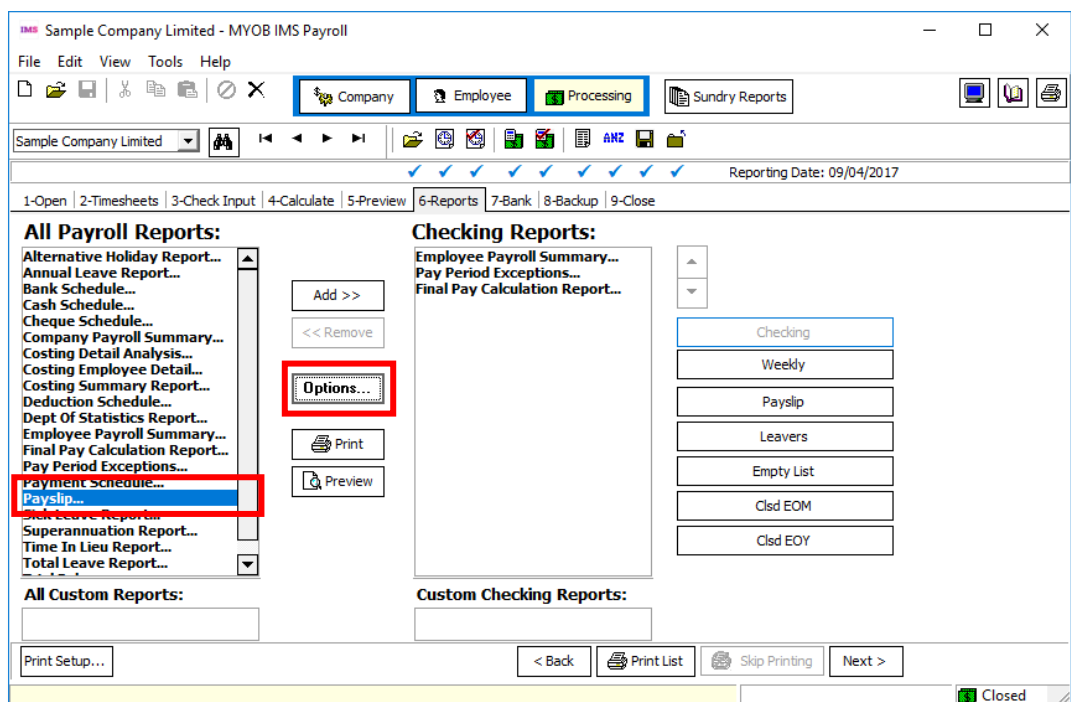 IMS Sample Company Limited - MYOB IMS Payroll
File Edit View Tools Help
Company Employee Processing Sundry Reports
Sample Company Limited ANZ
Reporting Date: 09/04/2017
1-Open 2-Timesheets 3-Check Input 4-Calculate 5-Preview 6-Reports 7-Bank 8-Backup 9-Close
All Payroll Reports:
Alternative Holiday Report...
Annual Leave Report...
Bank Schedule...
Cash Schedule...
Cheque Schedule...
Company Payroll Summary...
Costing Detail Analysis...
Costing Employee Detail...
Costing Summary Report...
Deduction Schedule...
Dept Of Statistics Report...
Employee Payroll Summary...
Final Pay Calculation Report...
Pay Period Exceptions...
Payment Schedule...
Payslip...
Sick Leave Report...
Superannuation Report...
Time In Lieu Report...
Total Leave Report...
All Custom Reports:
Add >>
<< Remove
Options...
Print
Preview
Checking Reports:
Employee Payroll Summary...
Pay Period Exceptions...
Final Pay Calculation Report...
Custom Checking Reports:
Checking
Weekly
Payslip
Leavers
Empty List
Clsd EOM
Clsd EOY
Print Setup... < Back Print List Skip Printing Next >
Closed